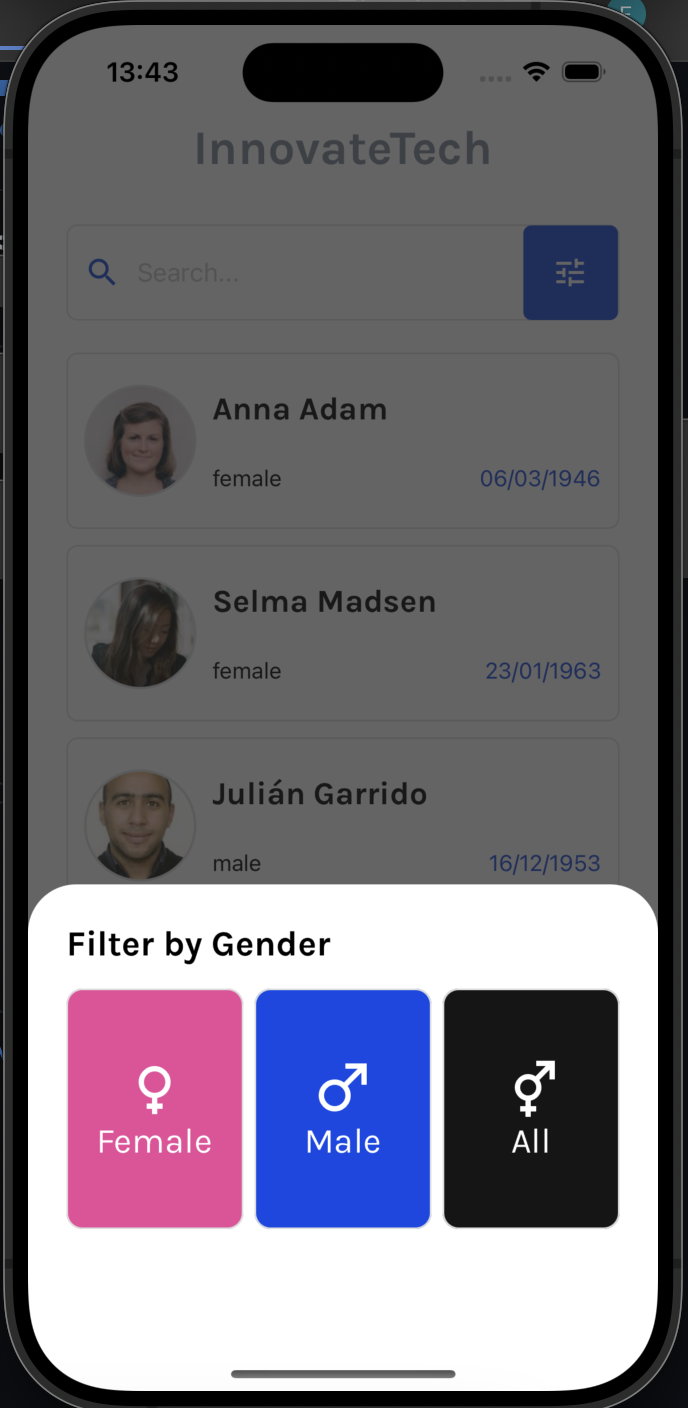 13:43
InnovateTech
Search...
Anna Adam
female 06/03/1946
Selma Madsen
female 23/01/1963
Julián Garrido
male 16/12/1953
Filter by Gender
Female Male All